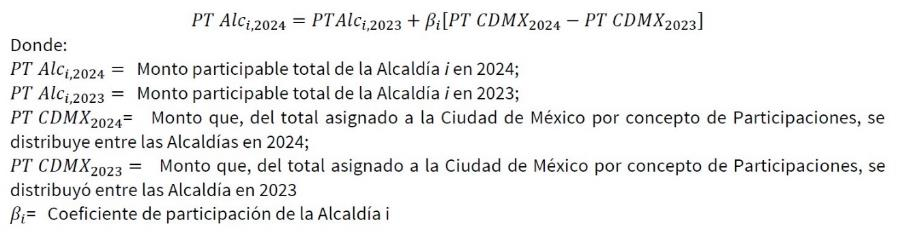 PT Alc_{i,2024} = PTAlc_{i,2023} + β_i[PT CDMX_{2024} − PT CDMX_{2023}]
Donde:
PT Alc_{i,2024} = Monto participable total de la Alcaldía i en 2024;
PT Alc_{i,2023} = Monto participable total de la Alcaldía i en 2023;
PT CDMX_{2024}= Monto que, del total asignado a la Ciudad de México por concepto de Participaciones, se
distribuye entre las Alcaldías en 2024;
PT CDMX_{2023} = Monto que, del total asignado a la Ciudad de México por concepto de Participaciones, se
distribuyó entre las Alcaldía en 2023
β_i= Coeficiente de participación de la Alcaldía i